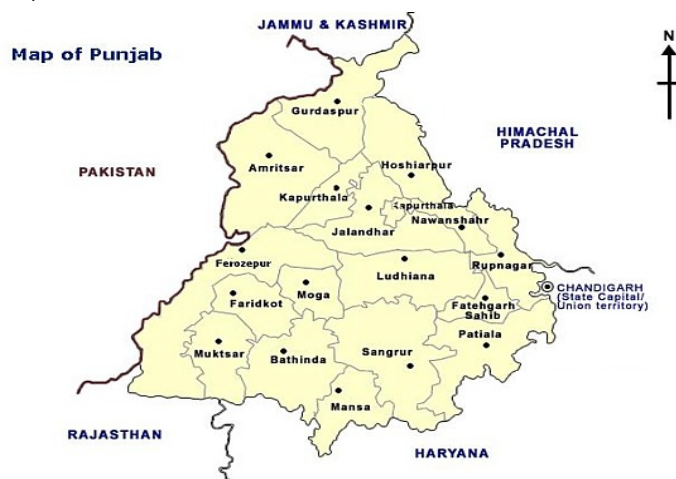 JAMMU & KASHMIR
Map of Punjab
N
Gurdaspur
HIMACHAL
PRADESH
PAKISTAN
Amritsar
Hoshiarpur
Kapurthala
Kapurthala
Nawanshahr
Jalandhar
Ferozepur
Ludhiana
Rupnagar
Faridkot
Moga
CHANDIGARH
(State Capital/
Union territory)
Fatehgarh
Sahib
Patiala
Muktsar
Bathinda
Sangrur
Mansa
RAJASTHAN
HARYANA